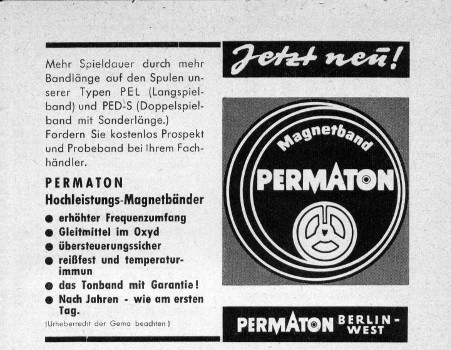 Mehr Spieldauer durch mehr
Bandlänge auf den Spulen un-
serer Typen PEL (Langspiel-
band) und PED-S (Doppelspiel-
band mit Sonderlänge.)
Fordern Sie kostenlos Prospekt
und Probeband bei Ihrem Fach-
händler.
PERMATON
Hochleistungs-Magnetbänder
● erhöhter Frequenzumfang
● Gleitmittel im Oxyd
● übersteuerungssicher
● reißfest und temperatur-
immun
● das Tonband mit Garantie!
● Nach Jahren - wie am ersten
Tag.
(Urheberrecht der Gema beachten)
Jetzt neu!
Magnetband
PERMATON
PERMATON BERLIN-
WEST